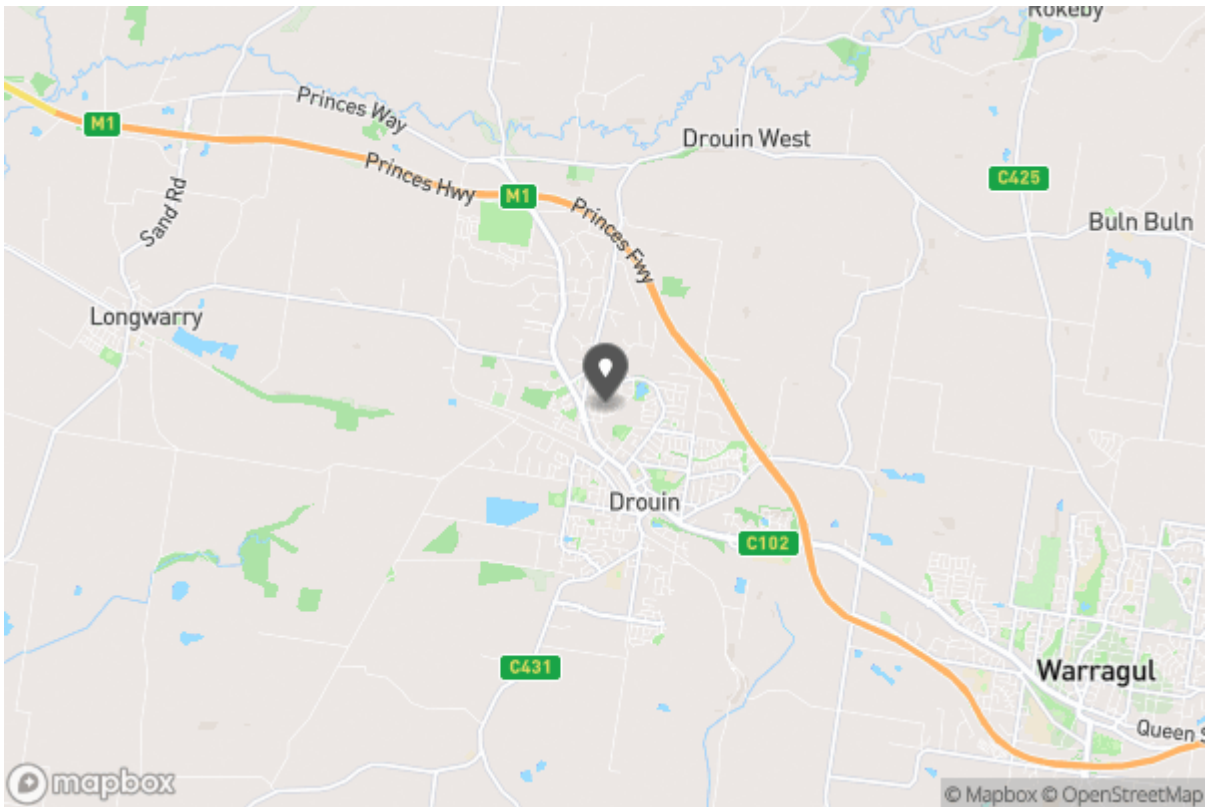 Rokeby
Princes Way
M1
Drouin West
Princes Hwy
C425
M1
Sand Rd
Princes Fwy
Buln Buln
Longwarry
Drouin
C102
C431
Warragul
Queen S
mapbox
© Mapbox © OpenStreetMap